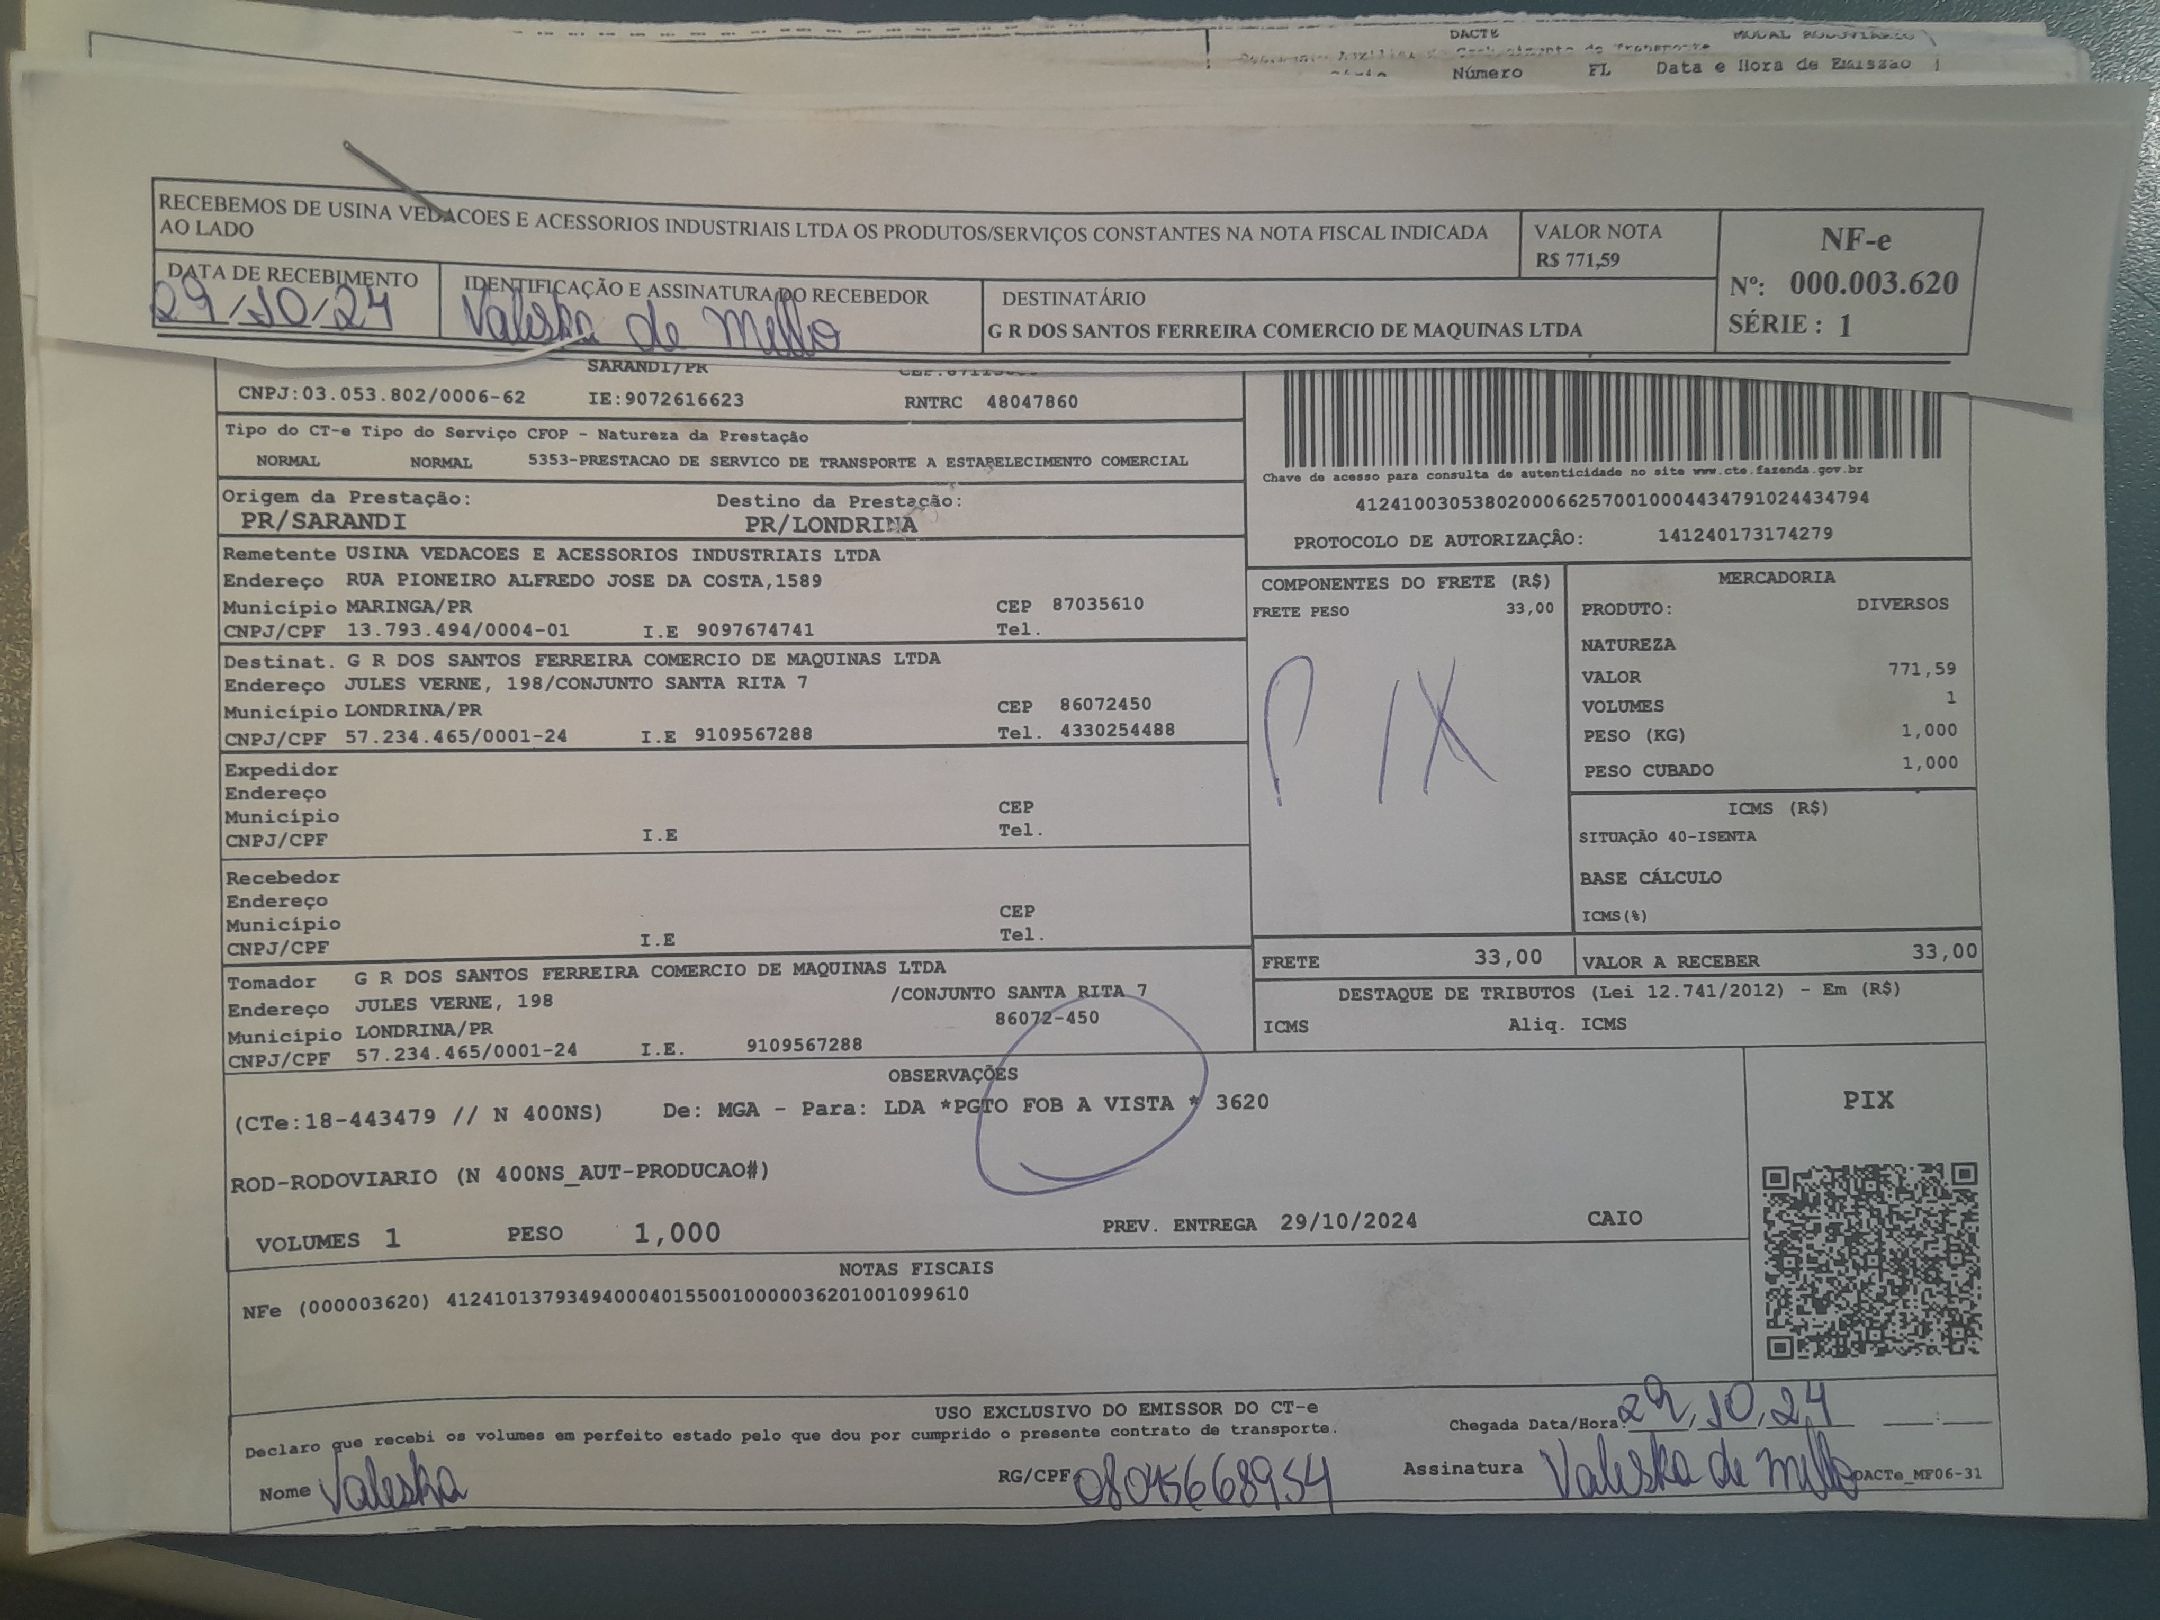 DACTE MODAL RODOVIÁRIO
Número FL Data e Hora de Emissão
RECEBEMOS DE USINA VEDACOES E ACESSORIOS INDUSTRIAIS LTDA OS PRODUTOS/SERVIÇOS CONSTANTES NA NOTA FISCAL INDICADA
AO LADO
VALOR NOTA
R$ 771,59
NF-e
Nº: 000.003.620
SÉRIE : 1
DATA DE RECEBIMENTO
29/10/24
IDENTIFICAÇÃO E ASSINATURA DO RECEBEDOR
Valeska de Mello
DESTINATÁRIO
G R DOS SANTOS FERREIRA COMERCIO DE MAQUINAS LTDA
SARANDI/PR
CNPJ:03.053.802/0006-62 IE:9072616623 RNTRC 48047860
Tipo do CT-e Tipo do Serviço CFOP - Natureza da Prestação
NORMAL NORMAL 5353-PRESTACAO DE SERVICO DE TRANSPORTE A ESTABELECIMENTO COMERCIAL
Chave de acesso para consulta de autenticidade no site www.cte.fazenda.gov.br
41241003053802000662570010004434791024434794
PROTOCOLO DE AUTORIZAÇÃO: 141240173174279
Origem da Prestação: Destino da Prestação:
PR/SARANDI PR/LONDRINA
Remetente USINA VEDACOES E ACESSORIOS INDUSTRIAIS LTDA
Endereço RUA PIONEIRO ALFREDO JOSE DA COSTA,1589
Município MARINGA/PR CEP 87035610
CNPJ/CPF 13.793.494/0004-01 I.E 9097674741 Tel.
Destinat. G R DOS SANTOS FERREIRA COMERCIO DE MAQUINAS LTDA
Endereço JULES VERNE, 198/CONJUNTO SANTA RITA 7
Município LONDRINA/PR CEP 86072450
CNPJ/CPF 57.234.465/0001-24 I.E 9109567288 Tel. 4330254488
Expedidor
Endereço
Município CEP
CNPJ/CPF I.E Tel.
Recebedor
Endereço
Município CEP
CNPJ/CPF I.E Tel.
Tomador G R DOS SANTOS FERREIRA COMERCIO DE MAQUINAS LTDA
Endereço JULES VERNE, 198 /CONJUNTO SANTA RITA 7
Município LONDRINA/PR 86072-450
CNPJ/CPF 57.234.465/0001-24 I.E. 9109567288
COMPONENTES DO FRETE (R$)
FRETE PESO 33,00
PIX
MERCADORIA
PRODUTO: DIVERSOS
NATUREZA
VALOR 771,59
VOLUMES 1
PESO (KG) 1,000
PESO CUBADO 1,000
ICMS (R$)
SITUAÇÃO 40-ISENTA
BASE CÁLCULO
ICMS(%)
FRETE 33,00 VALOR A RECEBER 33,00
DESTAQUE DE TRIBUTOS (Lei 12.741/2012) - Em (R$)
ICMS Aliq. ICMS
OBSERVAÇÕES
(CTe:18-443479 // N 400NS) De: MGA - Para: LDA *PGTO FOB A VISTA * 3620
ROD-RODOVIARIO (N 400NS_AUT-PRODUCAO#)
VOLUMES 1 PESO 1,000 PREV. ENTREGA 29/10/2024 CAIO
PIX
NOTAS FISCAIS
NFe (000003620) 41241013793494000401550010000036201001099610
USO EXCLUSIVO DO EMISSOR DO CT-e
Declaro que recebi os volumes em perfeito estado pelo que dou por cumprido o presente contrato de transporte.
Chegada Data/Hora: 29/10/24 __:__
Nome Valeska RG/CPF 08045668954 Assinatura Valeska de Mello DACTe_MF06-31